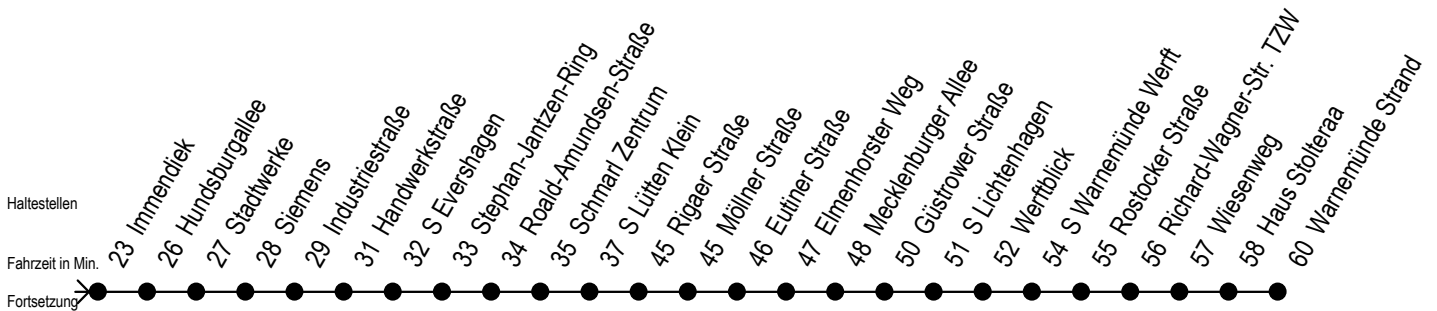 Haltestellen
Fahrzeit in Min.
Fortsetzung
23 Immendiek
26 Hundsburgallee
27 Stadtwerke
28 Siemens
29 Industriestraße
31 Handwerkstraße
32 S Evershagen
33 Stephan-Jantzen-Ring
34 Roald-Amundsen-Straße
35 Schmarl Zentrum
37 S Lütten Klein
45 Rigaer Straße
45 Möllner Straße
46 Eutiner Straße
47 Elmenhorster Weg
48 Mecklenburger Allee
50 Güstrower Straße
51 S Lichtenhagen
52 Werftblick
54 S Warnemünde Werft
55 Rostocker Straße
56 Richard-Wagner-Str. TZW
57 Wiesenweg
58 Haus Stolteraa
60 Warnemünde Strand